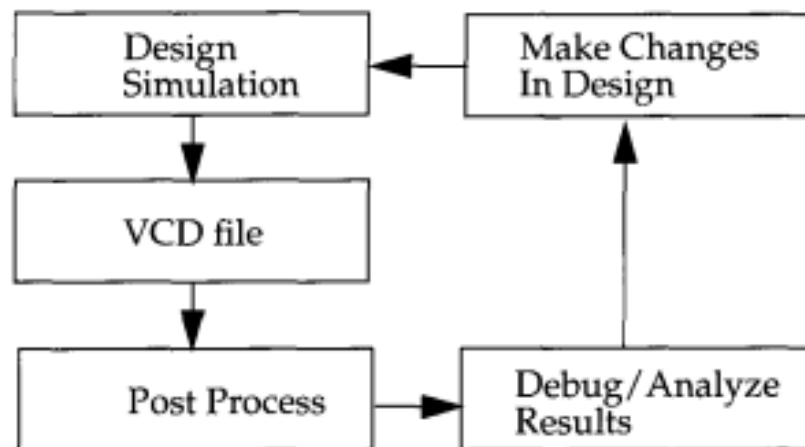 Design
Simulation
Make Changes
In Design
VCD file
Post Process
Debug/Analyze
Results